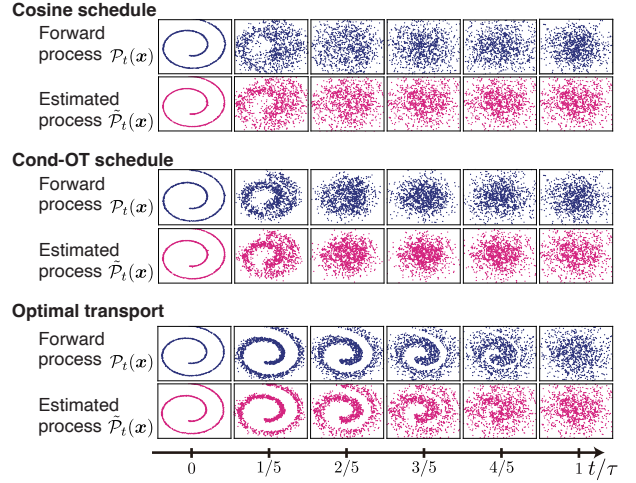 Cosine schedule
Forward
process 𝒫ₜ(𝒙)
Estimated
process 𝒫̃ₜ(𝒙)
Cond-OT schedule
Forward
process 𝒫ₜ(𝒙)
Estimated
process 𝒫̃ₜ(𝒙)
Optimal transport
Forward
process 𝒫ₜ(𝒙)
Estimated
process 𝒫̃ₜ(𝒙)
0 1/5 2/5 3/5 4/5 1 t/τ